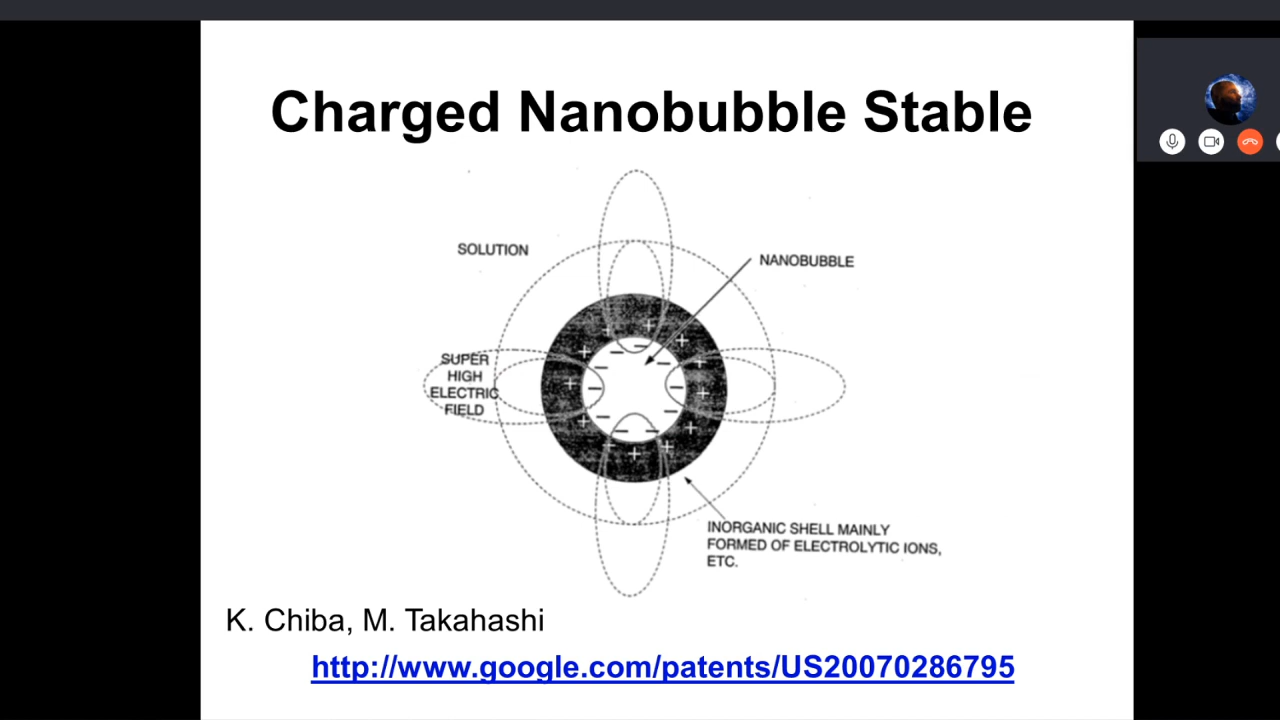 Charged Nanobubble Stable
SOLUTION
NANOBUBBLE
SUPER
HIGH
ELECTRIC
FIELD
INORGANIC SHELL MAINLY
FORMED OF ELECTROLYTIC IONS,
ETC.
K. Chiba, M. Takahashi
http://www.google.com/patents/US20070286795